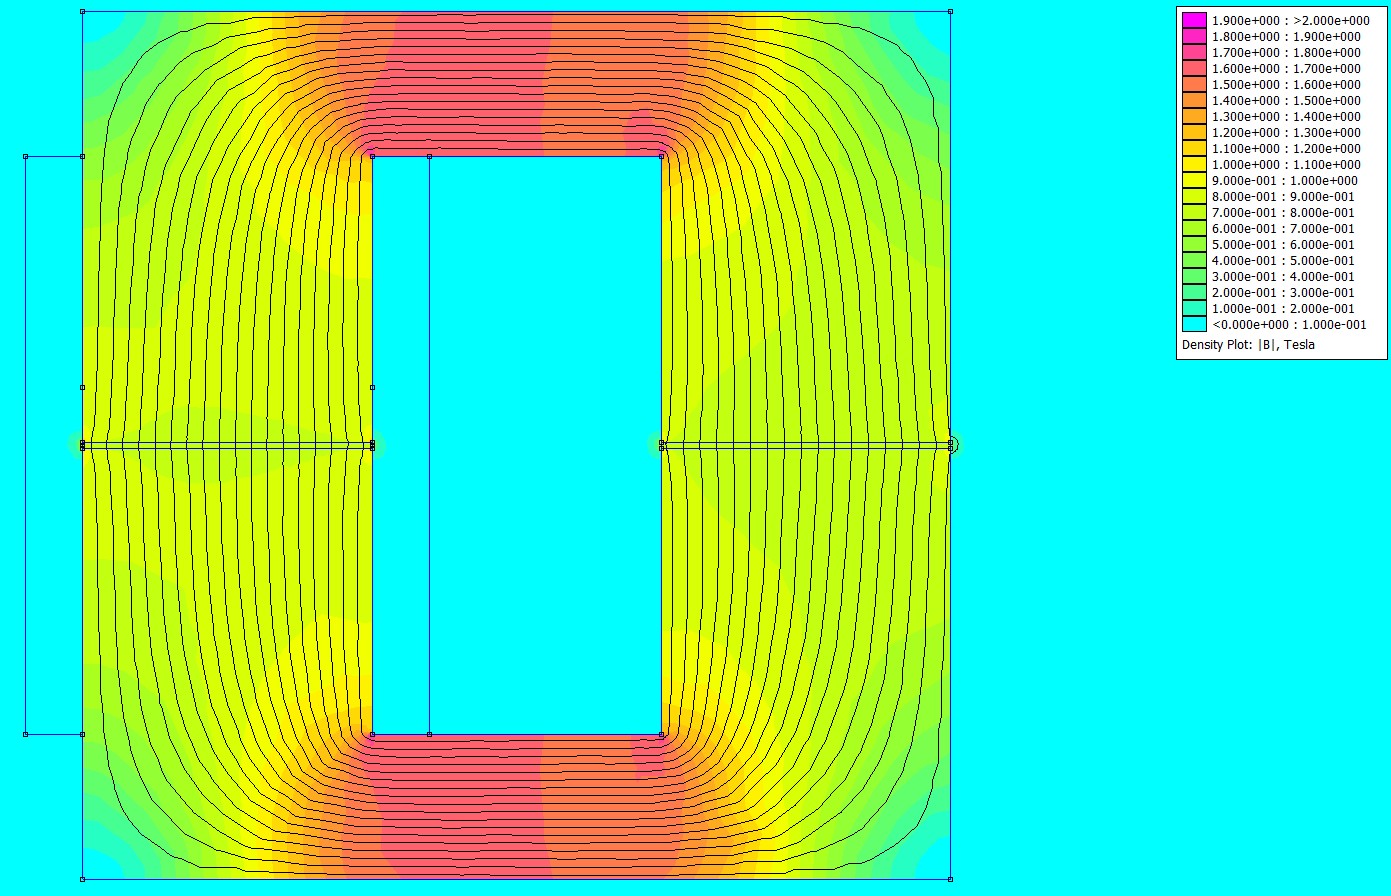 1.900e+000 : >2.000e+000
1.800e+000 : 1.900e+000
1.700e+000 : 1.800e+000
1.600e+000 : 1.700e+000
1.500e+000 : 1.600e+000
1.400e+000 : 1.500e+000
1.300e+000 : 1.400e+000
1.200e+000 : 1.300e+000
1.100e+000 : 1.200e+000
1.000e+000 : 1.100e+000
9.000e-001 : 1.000e+000
8.000e-001 : 9.000e-001
7.000e-001 : 8.000e-001
6.000e-001 : 7.000e-001
5.000e-001 : 6.000e-001
4.000e-001 : 5.000e-001
3.000e-001 : 4.000e-001
2.000e-001 : 3.000e-001
1.000e-001 : 2.000e-001
<0.000e+000 : 1.000e-001
Density Plot: |B|, Tesla